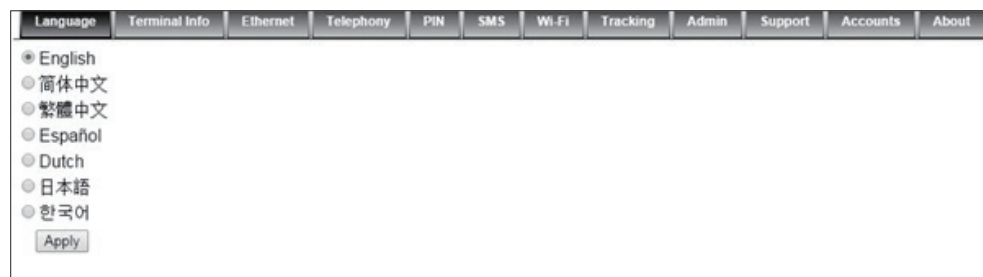 Language Terminal Info Ethernet Telephony PIN SMS Wi-Fi Tracking Admin Support Accounts About
English
简体中文
繁體中文
Español
Dutch
日本語
한국어
Apply